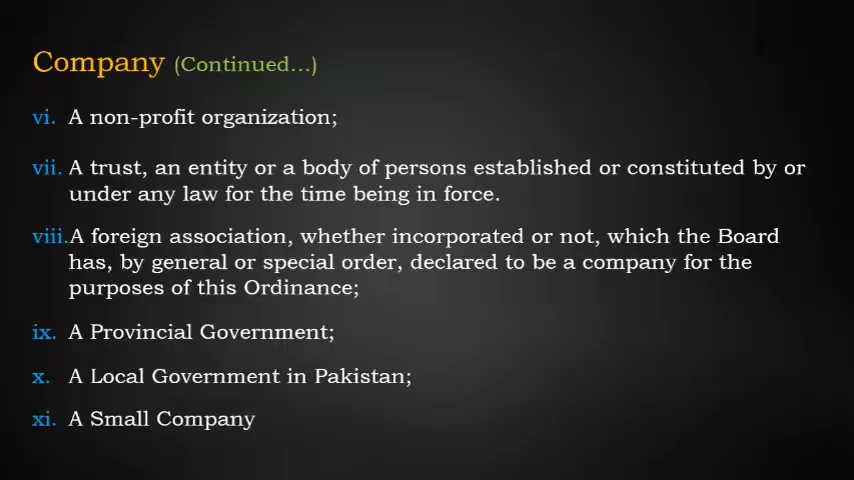 Company (Continued...)
vi. A non-profit organization;
vii. A trust, an entity or a body of persons established or constituted by or
under any law for the time being in force.
viii.A foreign association, whether incorporated or not, which the Board
has, by general or special order, declared to be a company for the
purposes of this Ordinance;
ix. A Provincial Government;
x. A Local Government in Pakistan;
xi. A Small Company